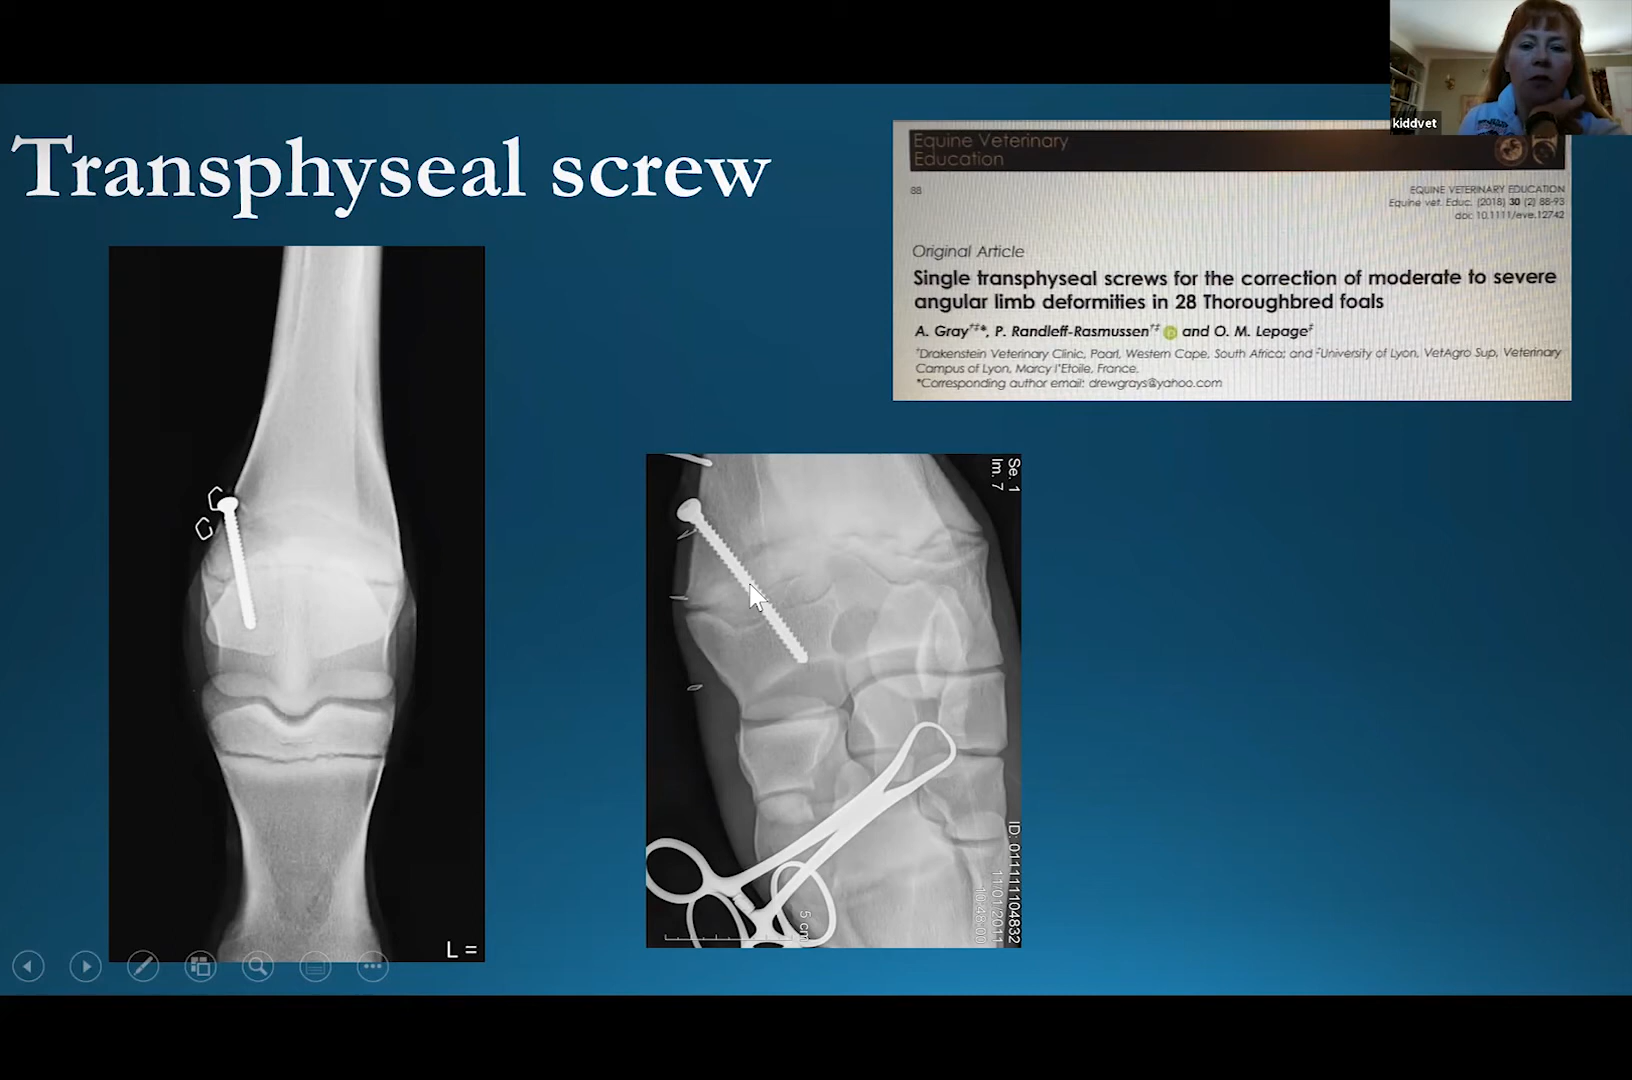 kiddvet
Transphyseal screw
Equine Veterinary
Education
88
EQUINE VETERINARY EDUCATION
Equine vet. Educ. (2018) 30 (2) 88-93
doi: 10.1111/eve.12742
Original Article
Single transphyseal screws for the correction of moderate to severe
angular limb deformities in 28 Thoroughbred foals
A. Gray†‡*, P. Randleff-Rasmussen†‡ and O. M. Lepage‡
†Drakenstein Veterinary Clinic, Paarl, Western Cape, South Africa; and ‡University of Lyon, VetAgro Sup, Veterinary
Campus of Lyon, Marcy l'Etoile, France.
*Corresponding author email: drewgrays@yahoo.com
L =
Se. 1
Im. 7
ID: 011111104832
11/01/2011
10:48:00
5 cm